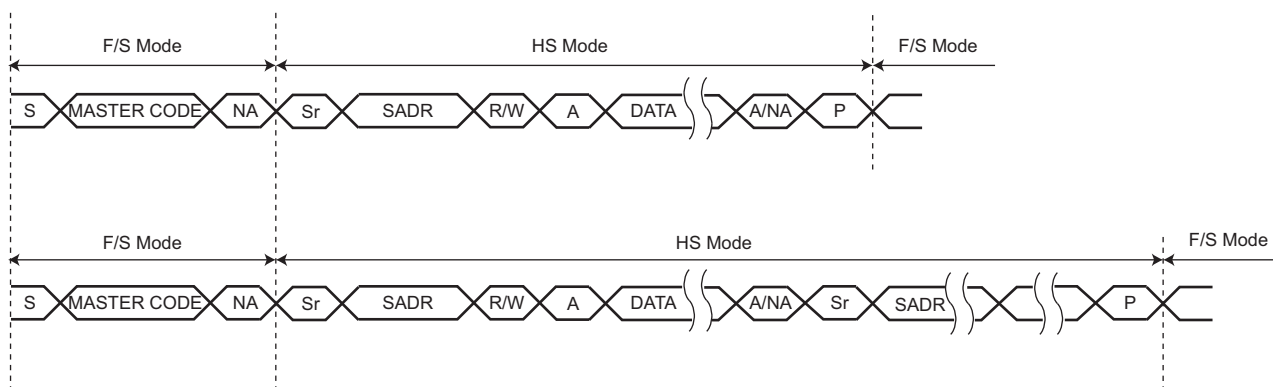 F/S Mode HS Mode F/S Mode
S MASTER CODE NA Sr SADR R/W A DATA A/NA P
F/S Mode HS Mode F/S Mode
S MASTER CODE NA Sr SADR R/W A DATA A/NA Sr SADR P